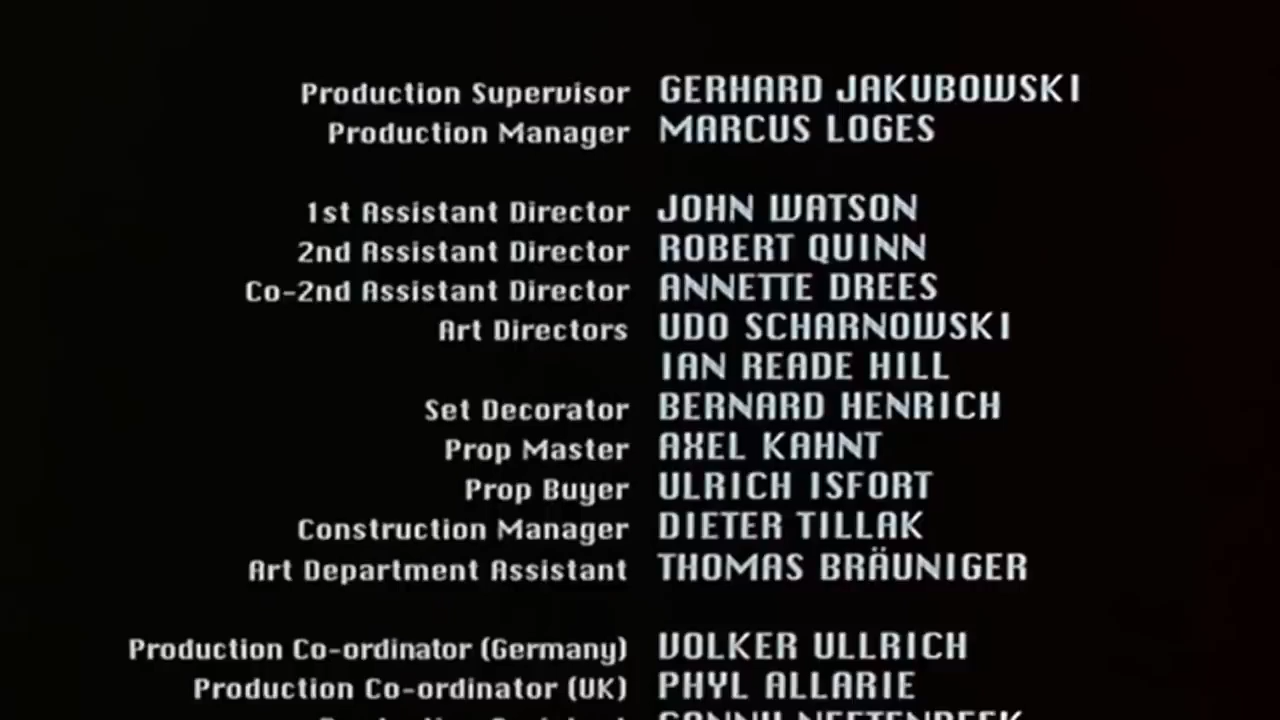 Production Supervisor GERHARD JAKUBOWSKI
Production Manager MARCUS LOGES
1st Assistant Director JOHN WATSON
2nd Assistant Director ROBERT QUINN
Co-2nd Assistant Director ANNETTE DREES
Art Directors UDO SCHARNOWSKI
IAN READE HILL
Set Decorator BERNARD HENRICH
Prop Master AXEL KAHNT
Prop Buyer ULRICH ISFORT
Construction Manager DIETER TILLAK
Art Department Assistant THOMAS BRÄUNIGER
Production Co-ordinator (Germany) VOLKER ULLRICH
Production Co-ordinator (UK) PHYL ALLARIE